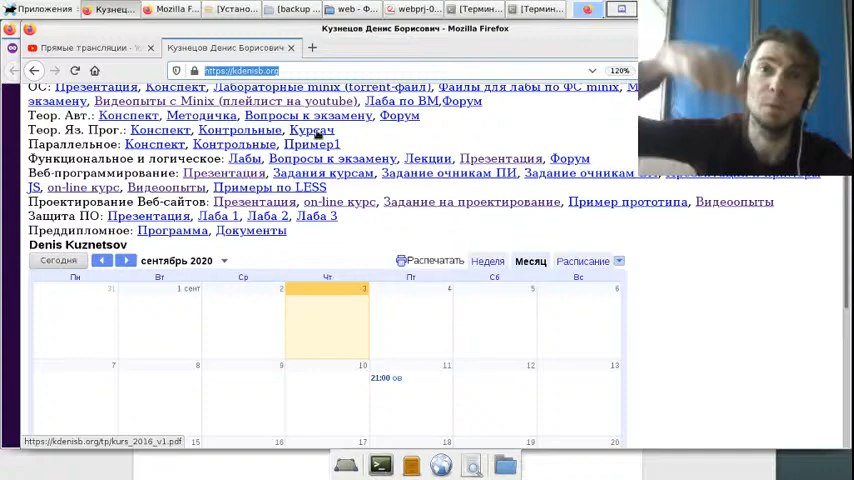 Приложения
Кузнец...
Mozilla F...
[Устано...
[backup ...
web - Ф...
webprj-0...
[Термин...
[Термин...
Кузнецов Денис Борисович - Mozilla Firefox
Прямые трансляции - Yo
Кузнецов Денис Борисович
https://kdenisb.org
120%
ОС: Презентация, Конспект, Лабораторные minix (torrent-файл), Файлы для лабы по ФС minix,
экзамену, Видеопыты с Minix (плейлист на youtube), Лаба по ВМ,Форум
Теор. Авт.: Конспект, Методичка, Вопросы к экзамену, Форум
Теор. Яз. Прог.: Конспект, Контрольные, Курсач
Параллельное: Конспект, Контрольные, Пример1
Функциональное и логическое: Лабы, Вопросы к экзамену, Лекции, Презентация, Форум
Веб-программирование: Презентация, Задания курсам, Задание очникам ПИ, Задание очникам
JS, on-line курс, Видеоопыты, Примеры по LESS
Проектирование Веб-сайтов: Презентация, on-line курс, Задание на проектирование, Пример прототипа, Видеоопыты
Защита ПО: Презентация, Лаба 1, Лаба 2, Лаба 3
Преддипломное: Программа, Документы
Denis Kuznetsov
Сегодня
сентябрь 2020
Распечатать
Неделя
Месяц
Расписание
Пн Вт Ср Чт Пт Сб Вс
31 1 сент 2 3 4 5 6
7 8 9 10 11 12 13
21:00 ов
https://kdenisb.org/tp/kurs_2016_v1.pdf
15 16 17 18 19 20